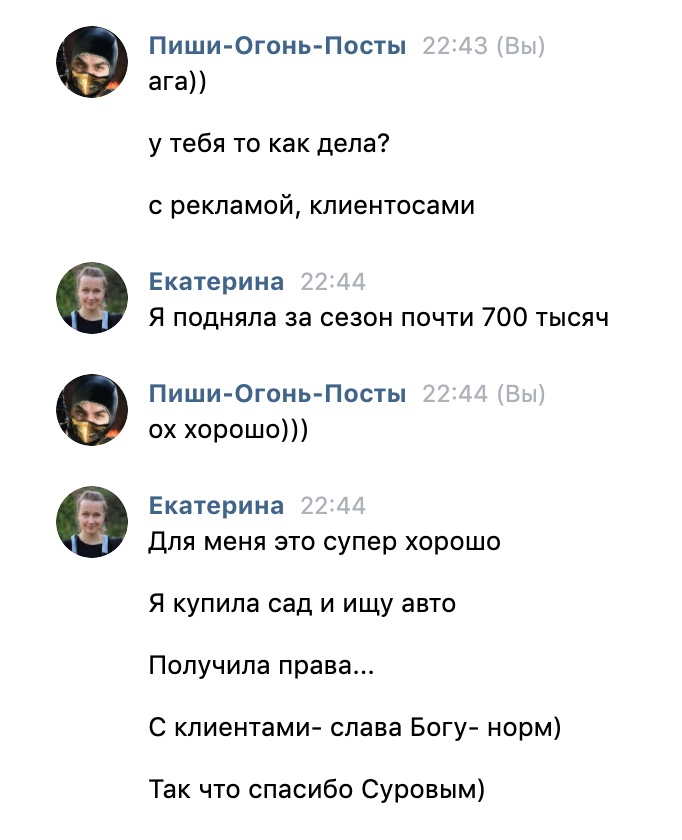 Пиши-Огонь-Посты 22:43 (Вы)
ага))
у тебя то как дела?
с рекламой, клиентосами
Екатерина 22:44
Я подняла за сезон почти 700 тысяч
Пиши-Огонь-Посты 22:44 (Вы)
ох хорошо)))
Екатерина 22:44
Для меня это супер хорошо
Я купила сад и ищу авто
Получила права...
С клиентами- слава Богу- норм)
Так что спасибо Суровым)